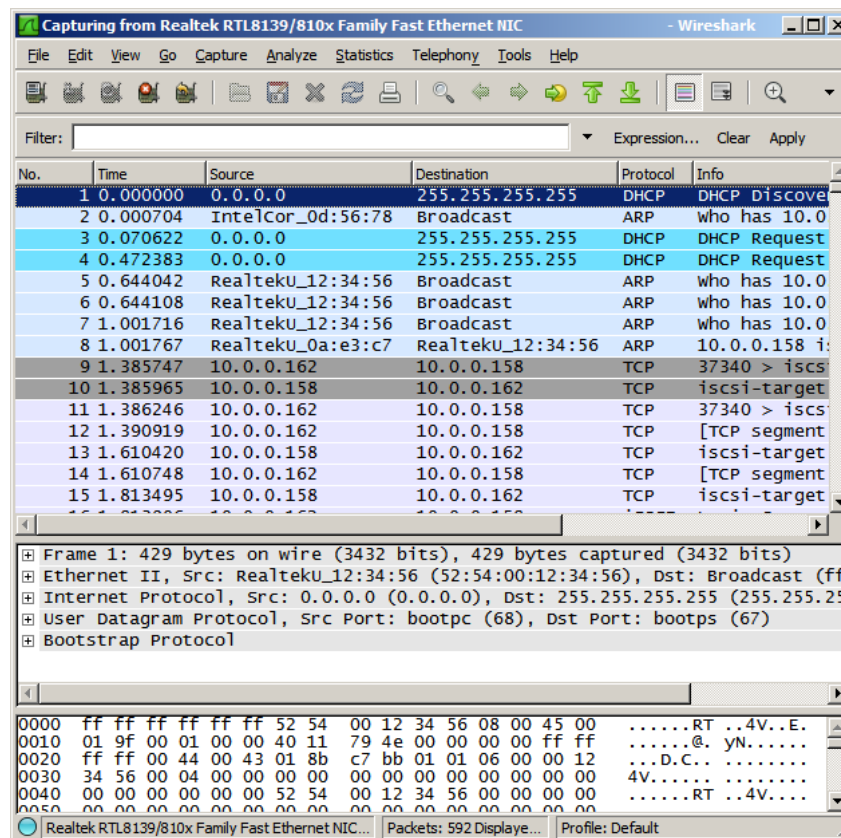 Capturing from Realtek RTL8139/810x Family Fast Ethernet NIC - Wireshark
File Edit View Go Capture Analyze Statistics Telephony Tools Help
Filter: Expression... Clear Apply
No. Time Source Destination Protocol Info
1 0.000000 0.0.0.0 255.255.255.255 DHCP DHCP Discove
2 0.000704 IntelCor_0d:56:78 Broadcast ARP who has 10.0
3 0.070622 0.0.0.0 255.255.255.255 DHCP DHCP Request
4 0.472383 0.0.0.0 255.255.255.255 DHCP DHCP Request
5 0.644042 RealtekU_12:34:56 Broadcast ARP who has 10.0
6 0.644108 RealtekU_12:34:56 Broadcast ARP who has 10.0
7 1.001716 RealtekU_12:34:56 Broadcast ARP who has 10.0
8 1.001767 RealtekU_0a:e3:c7 RealtekU_12:34:56 ARP 10.0.0.158 i
9 1.385747 10.0.0.162 10.0.0.158 TCP 37340 > iscs
10 1.385965 10.0.0.158 10.0.0.162 TCP iscsi-target
11 1.386246 10.0.0.162 10.0.0.158 TCP 37340 > iscs
12 1.390919 10.0.0.162 10.0.0.158 TCP [TCP segment
13 1.610420 10.0.0.158 10.0.0.162 TCP iscsi-target
14 1.610748 10.0.0.162 10.0.0.158 TCP [TCP segment
15 1.813495 10.0.0.158 10.0.0.162 TCP iscsi-target
Frame 1: 429 bytes on wire (3432 bits), 429 bytes captured (3432 bits)
Ethernet II, Src: RealtekU_12:34:56 (52:54:00:12:34:56), Dst: Broadcast (ff
Internet Protocol, Src: 0.0.0.0 (0.0.0.0), Dst: 255.255.255.255 (255.255.25
User Datagram Protocol, Src Port: bootpc (68), Dst Port: bootps (67)
Bootstrap Protocol
0000 ff ff ff ff ff ff 52 54 00 12 34 56 08 00 45 00 ......RT ..4V..E.
0010 01 9f 00 01 00 00 40 11 79 4e 00 00 00 00 ff ff ......@. yN......
0020 ff ff 00 44 00 43 01 8b c7 bb 01 01 06 00 00 12 ...D.C.. ........
0030 34 56 00 04 00 00 00 00 00 00 00 00 00 00 00 00 4V...... ........
0040 00 00 00 00 00 00 52 54 00 12 34 56 00 00 00 00 ......RT ..4V....
0050 00 00 00 00 00 00 00 00 00 00 00 00 00 00 00 00
Realtek RTL8139/810x Family Fast Ethernet NIC... Packets: 592 Displaye... Profile: Default